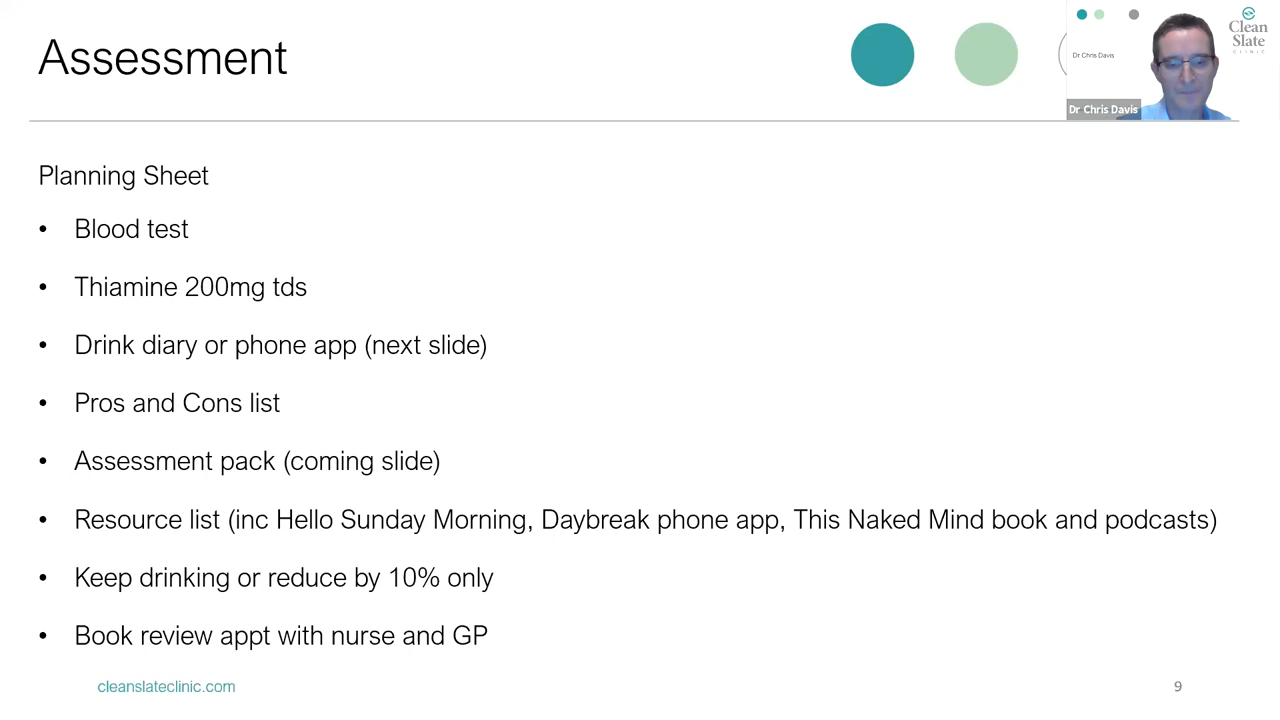 Assessment
Dr Chris Davis
Dr Chris Davis
Clean
Slate
CLINIC
Planning Sheet
• Blood test
• Thiamine 200mg tds
• Drink diary or phone app (next slide)
• Pros and Cons list
• Assessment pack (coming slide)
• Resource list (inc Hello Sunday Morning, Daybreak phone app, This Naked Mind book and podcasts)
• Keep drinking or reduce by 10% only
• Book review appt with nurse and GP
cleanslateclinic.com
9